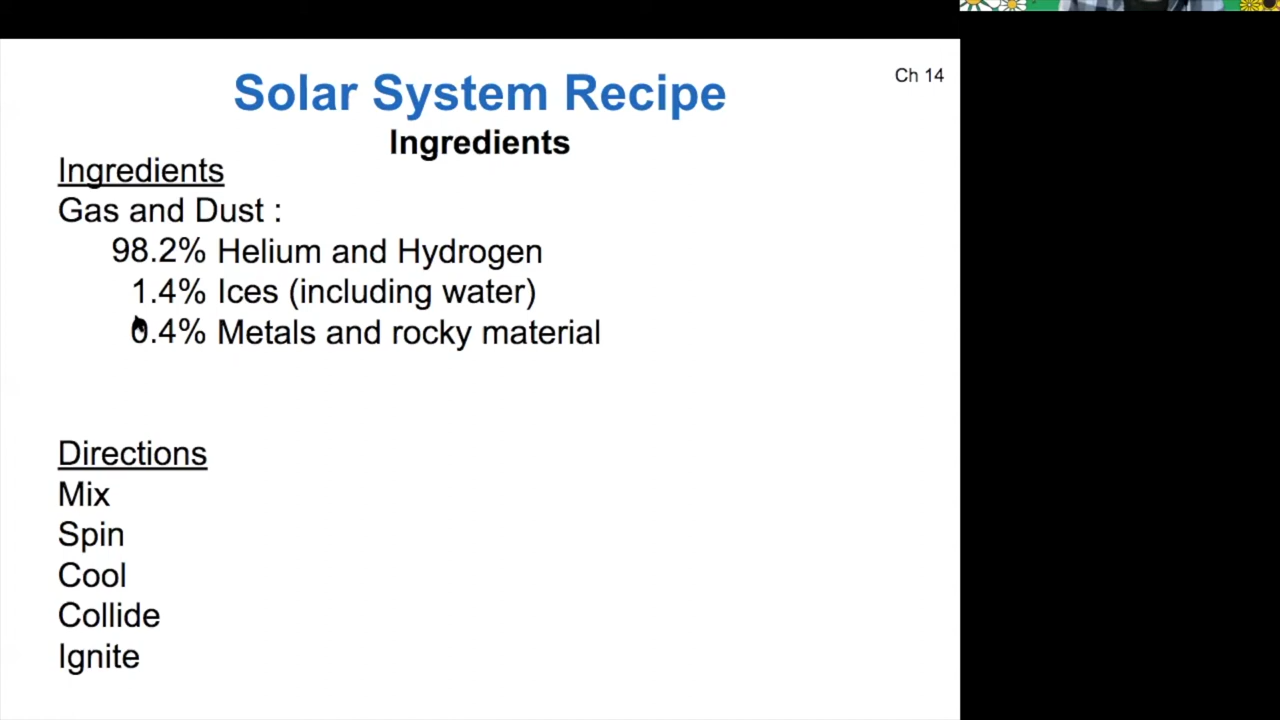 Ch 14
Solar System Recipe
Ingredients
Ingredients
Gas and Dust :
98.2% Helium and Hydrogen
1.4% Ices (including water)
0.4% Metals and rocky material
Directions
Mix
Spin
Cool
Collide
Ignite